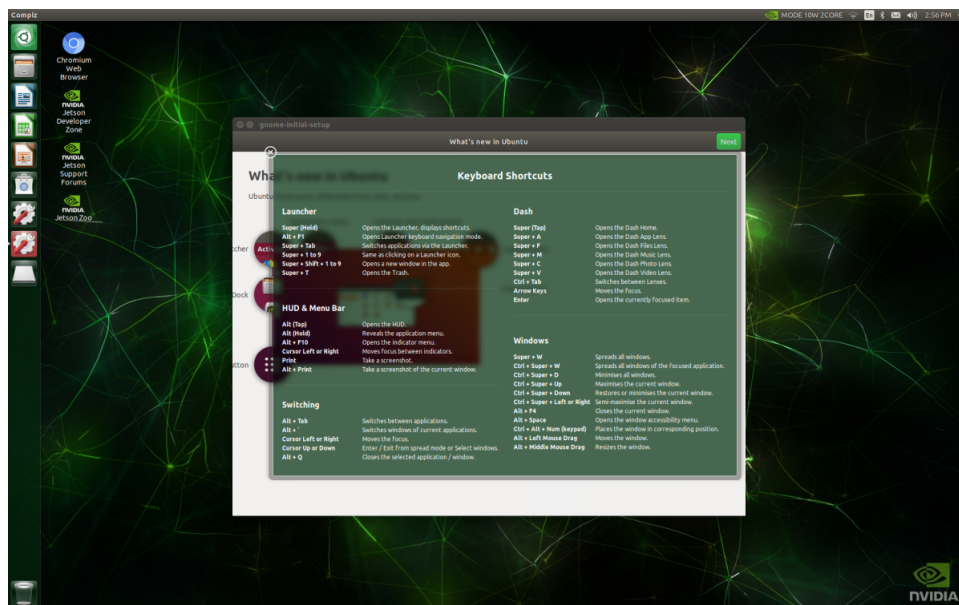 Compiz
MODE 10W 2CORE
En
2:56 PM
Chromium
Web
Browser
NVIDIA
Jetson
Developer
Zone
NVIDIA
Jetson
Support
Forums
NVIDIA
Jetson Zoo
gnome-initial-setup
What's new in Ubuntu
Next
What's new in Ubuntu
Ubuntu
cher
Activ
Dock
utton
Keyboard Shortcuts
Launcher
Super (Hold) Opens the Launcher, displays shortcuts.
Alt + F1 Opens Launcher keyboard navigation mode.
Super + Tab Switches applications via the Launcher.
Super + 1 to 9 Same as clicking on a Launcher icon.
Super + Shift + 1 to 9 Opens a new window in the app.
Super + T Opens the Trash.
HUD & Menu Bar
Alt (Tap) Opens the HUD.
Alt (Hold) Reveals the application menu.
Alt + F10 Opens the indicator menu.
Cursor Left or Right Moves focus between indicators.
Print Take a screenshot.
Alt + Print Take a screenshot of the current window.
Switching
Alt + Tab Switches between applications.
Alt + ` Switches windows of current applications.
Cursor Left or Right Moves the focus.
Cursor Up or Down Enter / Exit from spread mode or Select windows.
Alt + Q Closes the selected application / window.
Dash
Super (Tap) Opens the Dash Home.
Super + A Opens the Dash App Lens.
Super + F Opens the Dash Files Lens.
Super + M Opens the Dash Music Lens.
Super + C Opens the Dash Photo Lens.
Super + V Opens the Dash Video Lens.
Ctrl + Tab Switches between Lenses.
Arrow Keys Moves the focus.
Enter Opens the currently focused item.
Windows
Super + W Spreads all windows.
Ctrl + Super + W Spreads all windows of the focused application.
Ctrl + Super + D Minimises all windows.
Ctrl + Super + Up Maximises the current window.
Ctrl + Super + Down Restores or minimises the current window.
Ctrl + Super + Left or Right Semi-maximise the current window.
Alt + F4 Closes the current window.
Alt + Space Opens the window accessibility menu.
Ctrl + Alt + Num (keypad) Places the window in corresponding position.
Alt + Left Mouse Drag Moves the window.
Alt + Middle Mouse Drag Resizes the window.
NVIDIA